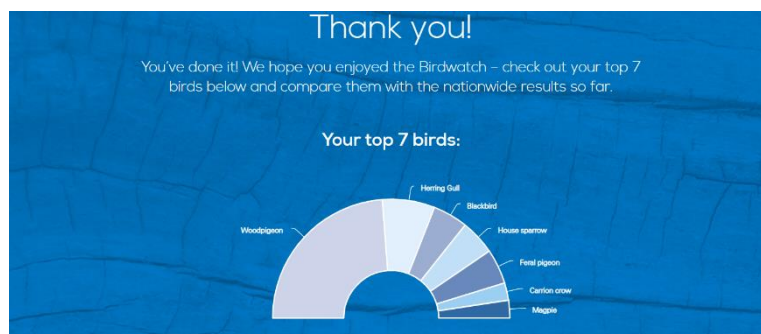 Thank you!
You've done it! We hope you enjoyed the Birdwatch – check out your top 7
birds below and compare them with the nationwide results so far.
Your top 7 birds:
Herring Gull
Blackbird
Woodpigeon
House sparrow
Feral pigeon
Carrion crow
Magpie